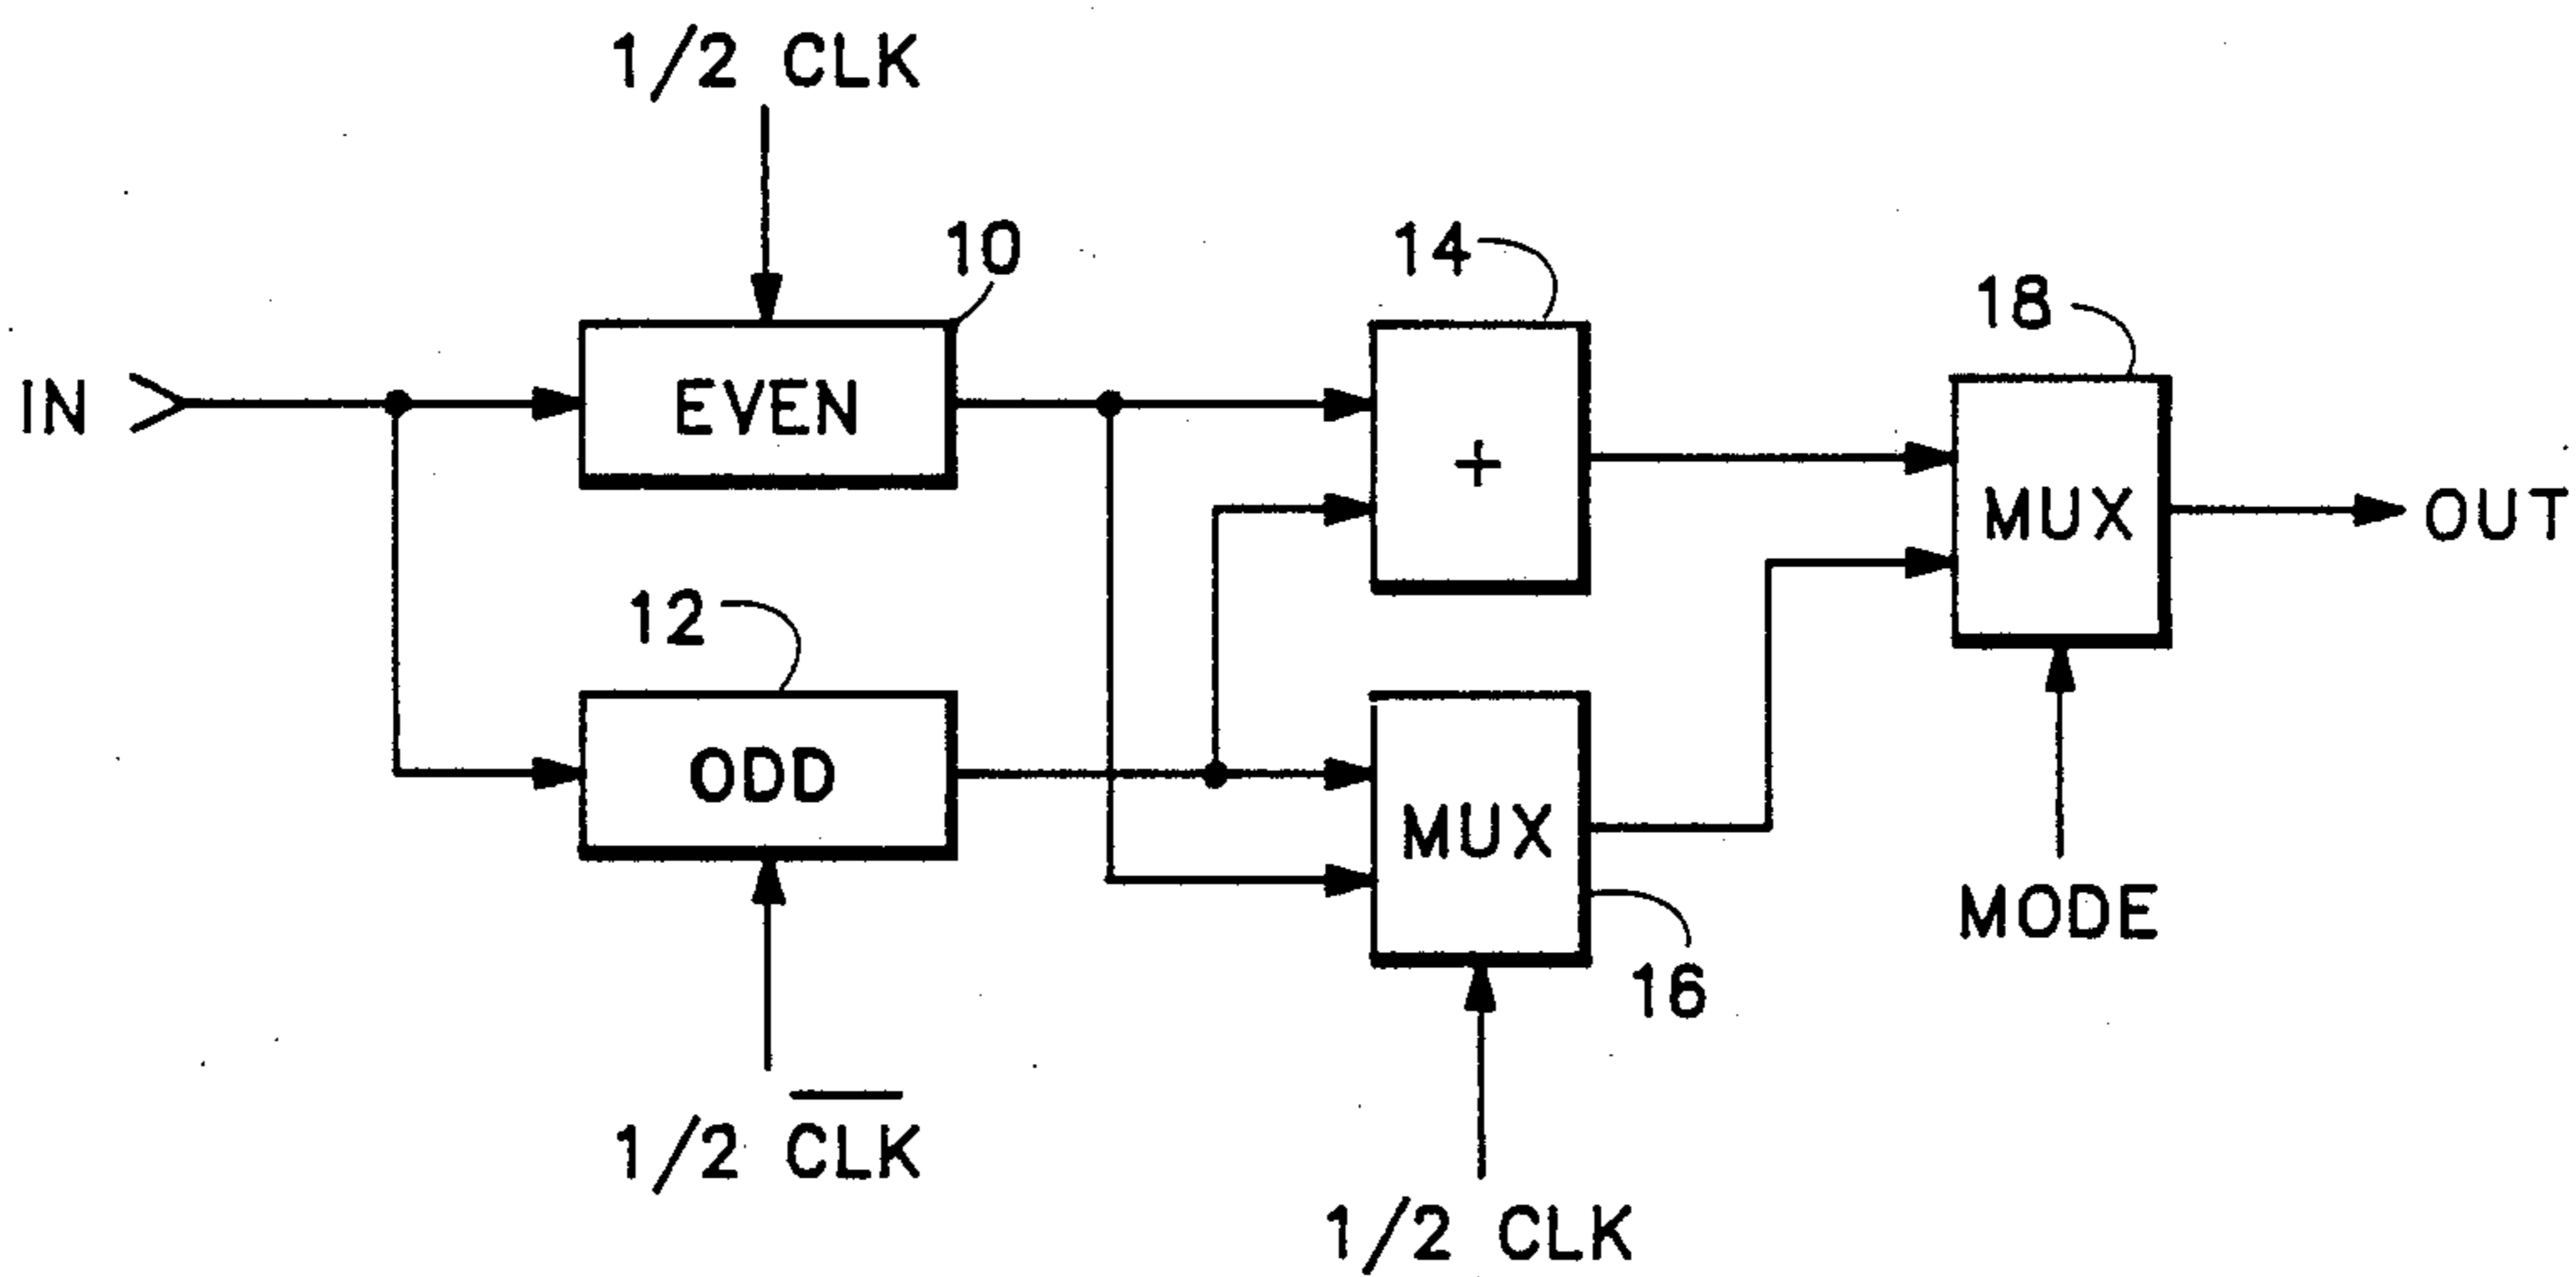 1/2 CLK
10
14
18
IN
EVEN
+
MUX
OUT
12
ODD
MUX
MODE
16
1/2 C̅L̅K̅
1/2 CLK